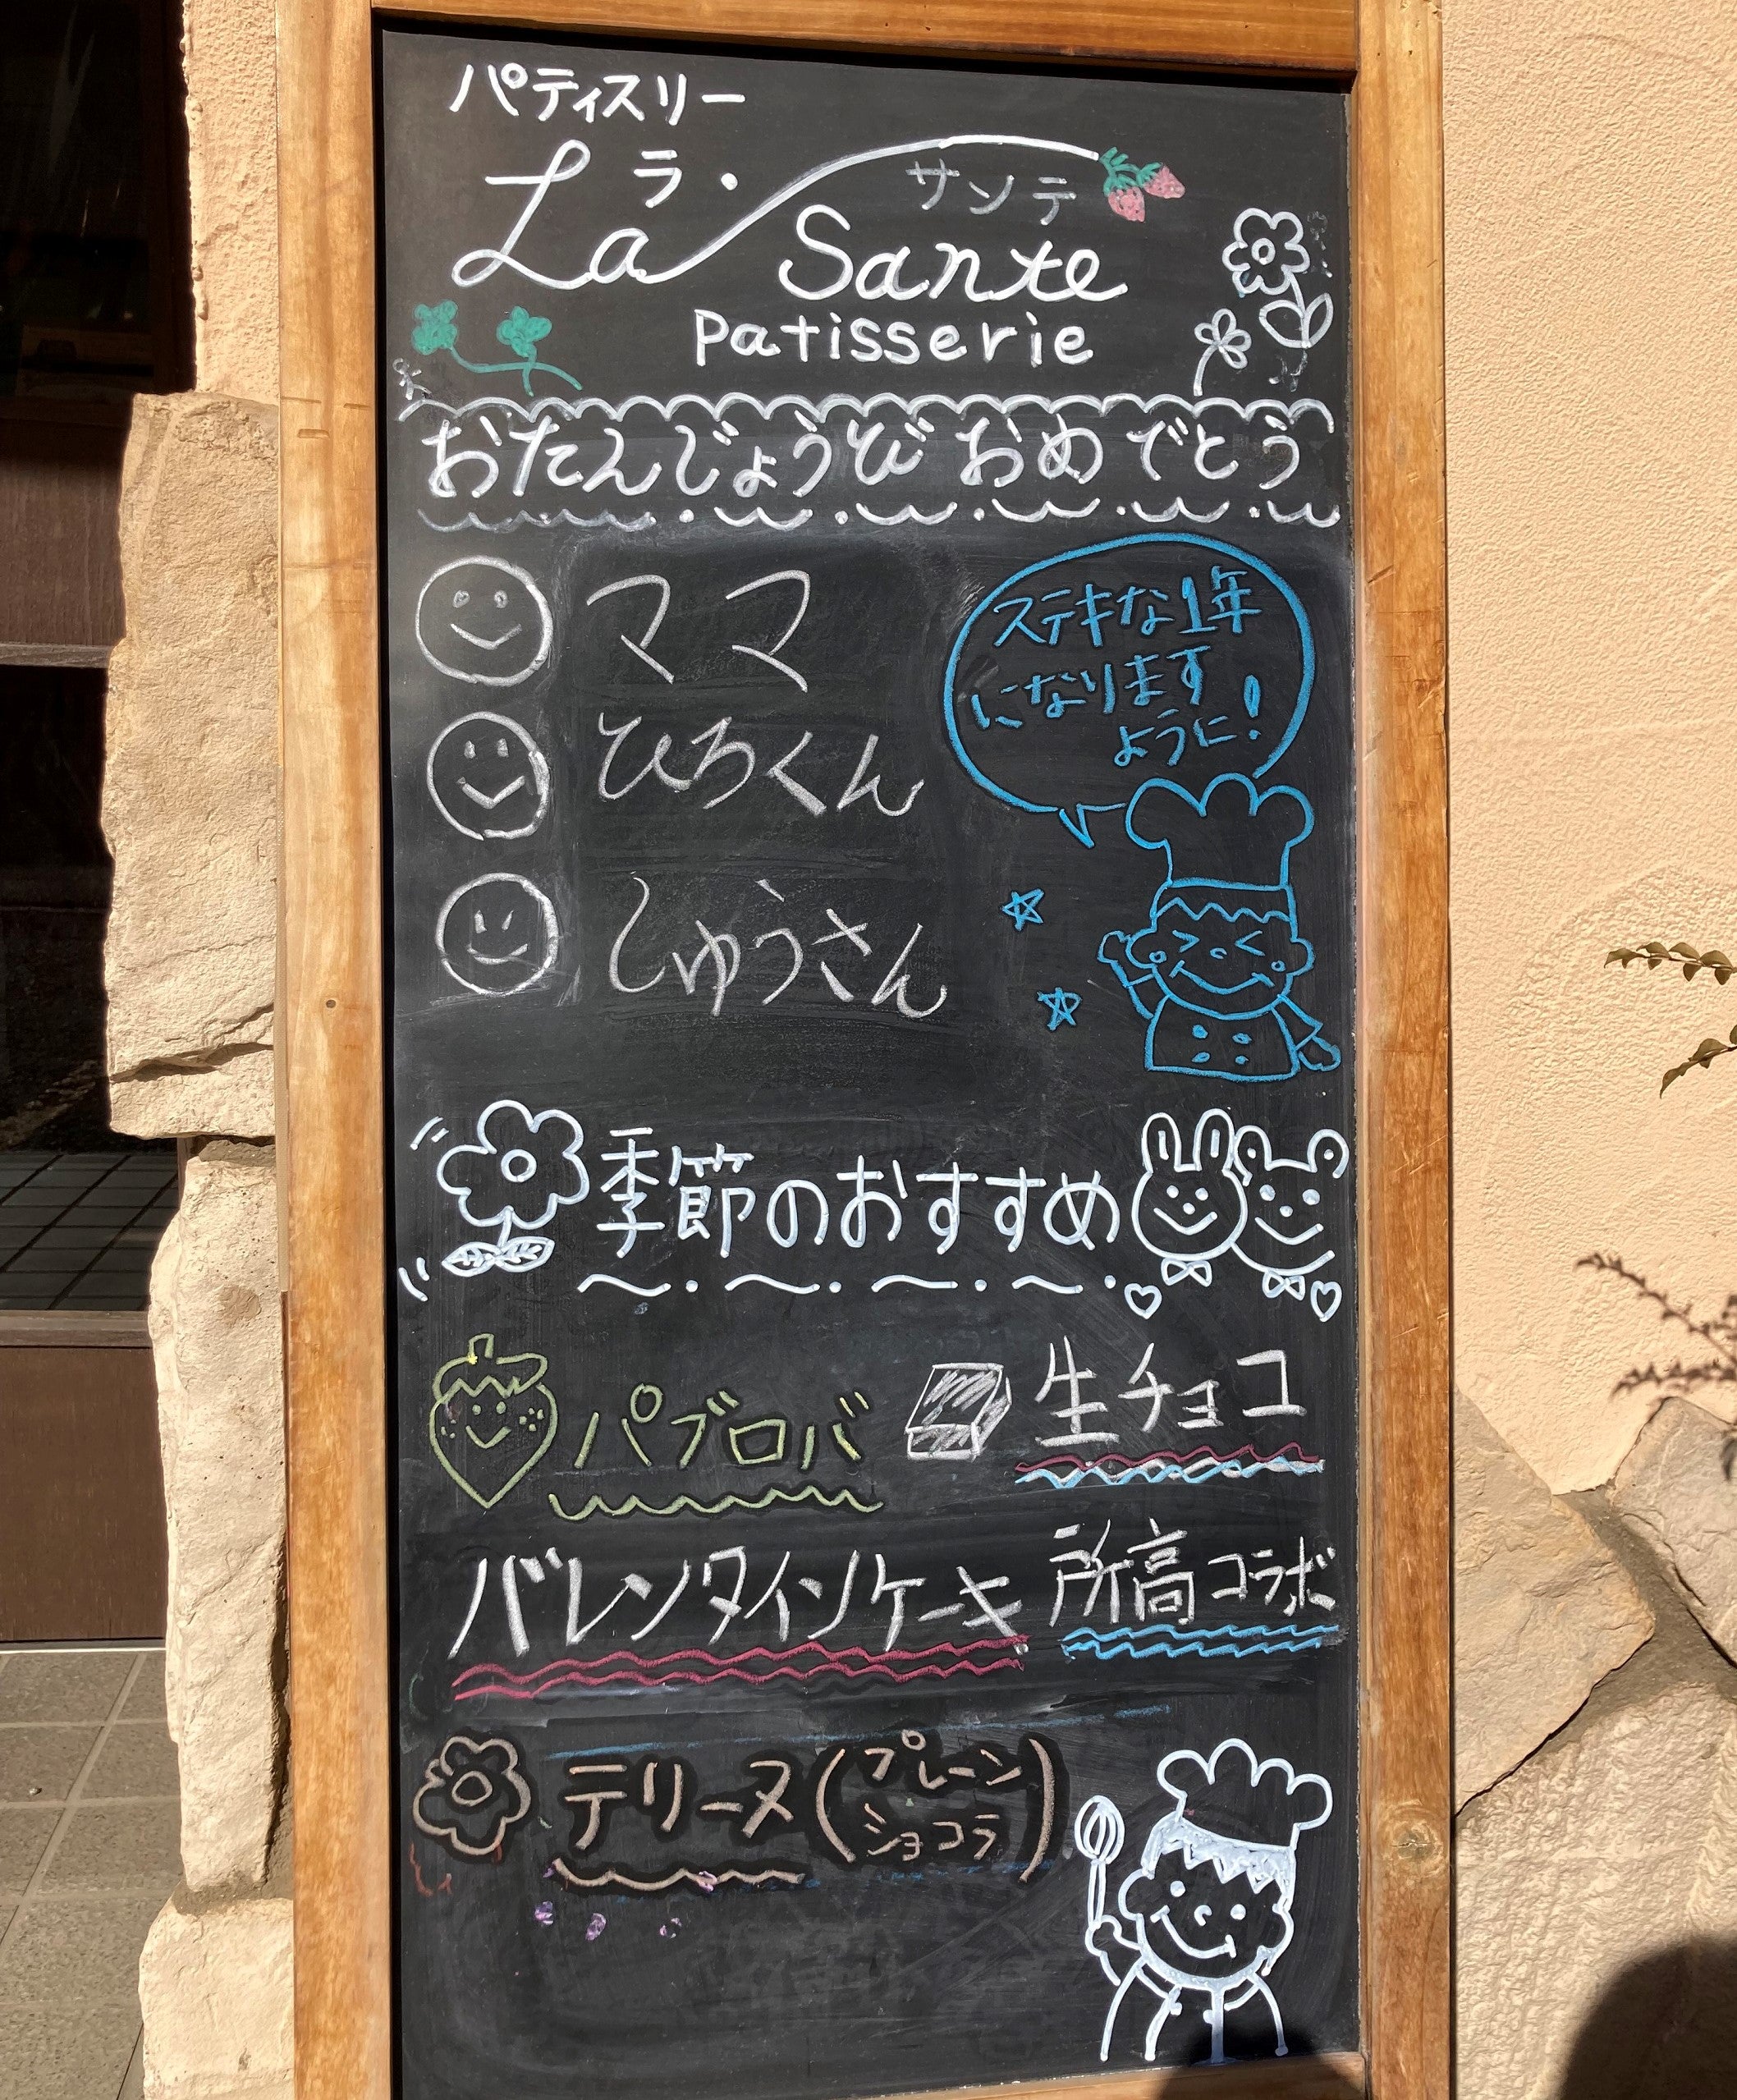 パティスリー
ラ・ サンテ
La Sante
Patisserie
おたんじょうび おめでとう
ママ
ひろくん
しゅうさん
ステキな1年
になります
ように!
季節のおすすめ
パブロバ
生チョコ
バレンタインケーキ 所高コラボ
テリーヌ(プレーン
ショコラ)